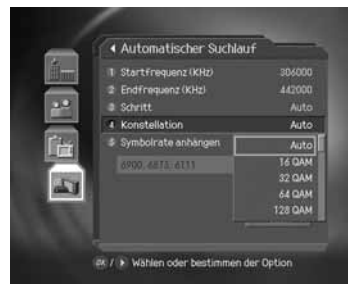 Automatischer Suchlauf
1 Startfrequenz (KHz) 306000
2 Endfrequenz (KHz) 442000
3 Schritt Auto
4 Konstellation Auto
5 Symbolrate anhängen Auto
6900, 6875, 6111 16 QAM
32 QAM
64 QAM
128 QAM
OK / Wählen oder bestimmen der Option